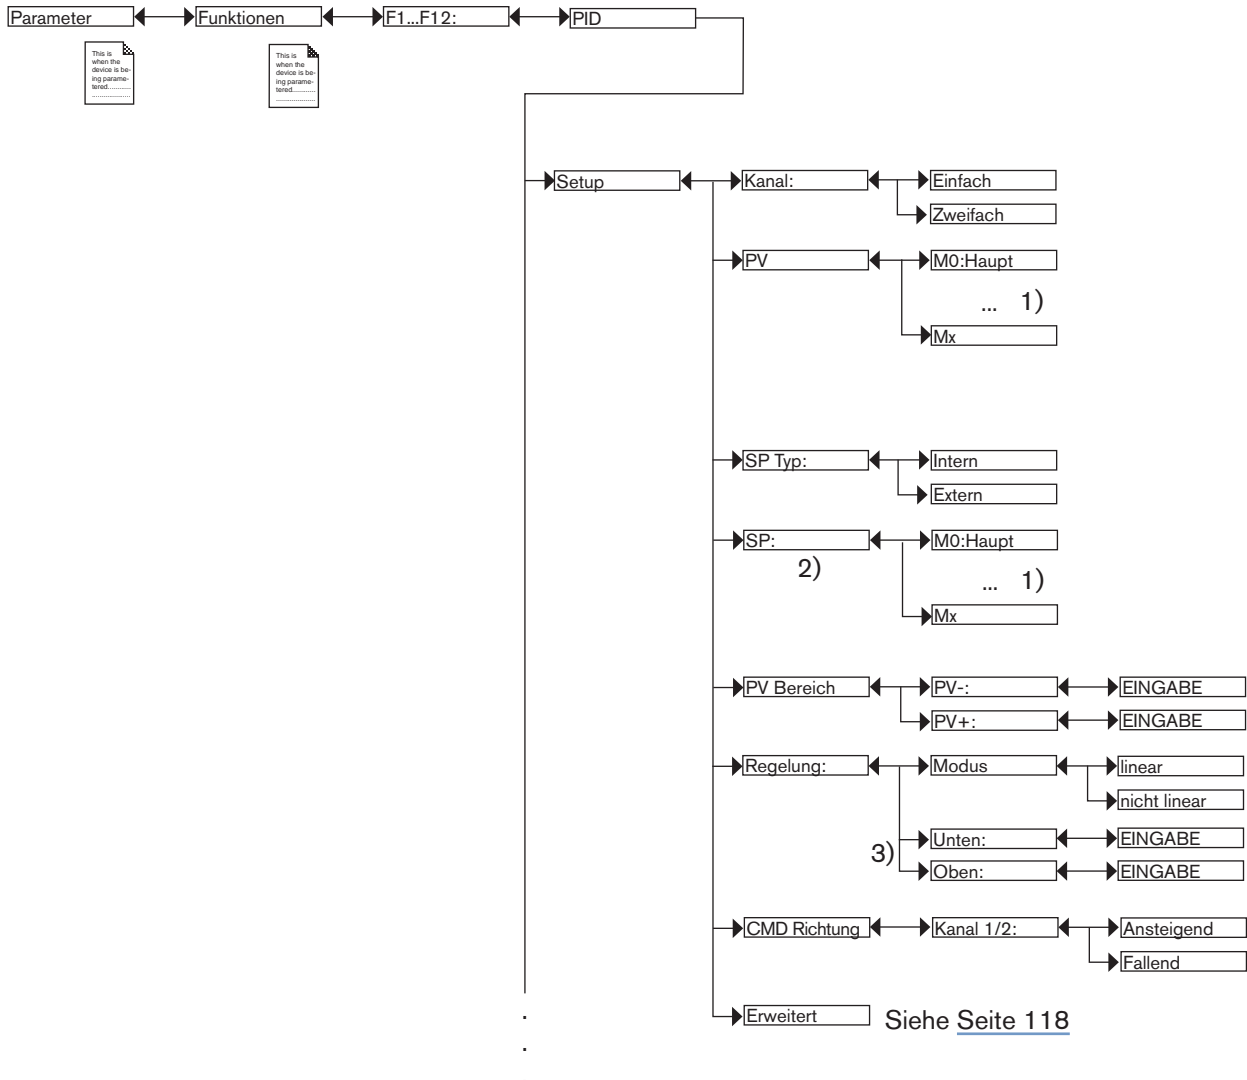 Parameter Funktionen F1...F12: PID
This is
when the
device is be-
ing parame-
tered............
.....................
This is
when the
device is be-
ing parame-
tered............
.....................
Setup Kanal: Einfach
Zweifach
PV M0:Haupt
... 1)
Mx
SP Typ: Intern
Extern
SP: M0:Haupt
2)
... 1)
Mx
PV Bereich PV-: EINGABE
PV+: EINGABE
Regelung: Modus linear
nicht linear
Unten: EINGABE
3)
Oben: EINGABE
CMD Richtung Kanal 1/2: Ansteigend
Fallend
Erweitert Siehe Seite 118
.
.